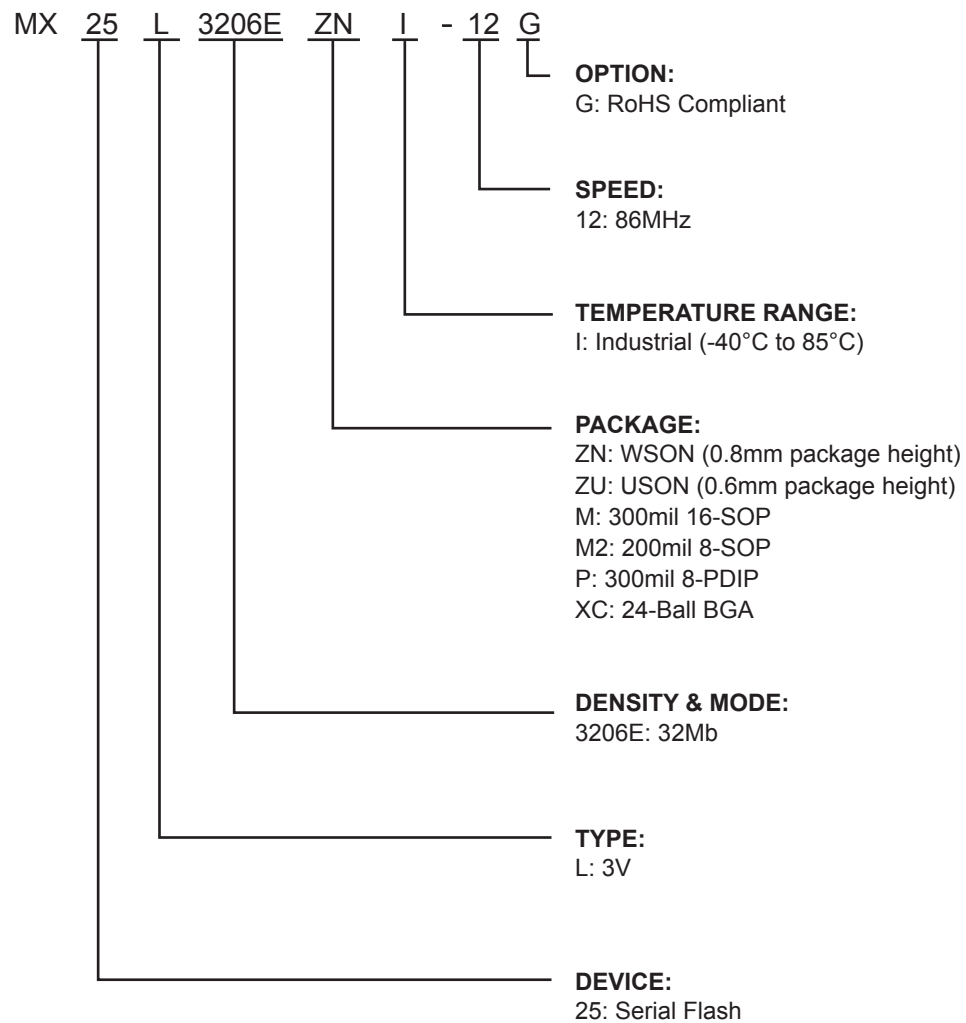 MX 25 L 3206E ZN I - 12 G
OPTION:
G: RoHS Compliant
SPEED:
12: 86MHz
TEMPERATURE RANGE:
I: Industrial (-40°C to 85°C)
PACKAGE:
ZN: WSON (0.8mm package height)
ZU: USON (0.6mm package height)
M: 300mil 16-SOP
M2: 200mil 8-SOP
P: 300mil 8-PDIP
XC: 24-Ball BGA
DENSITY & MODE:
3206E: 32Mb
TYPE:
L: 3V
DEVICE:
25: Serial Flash